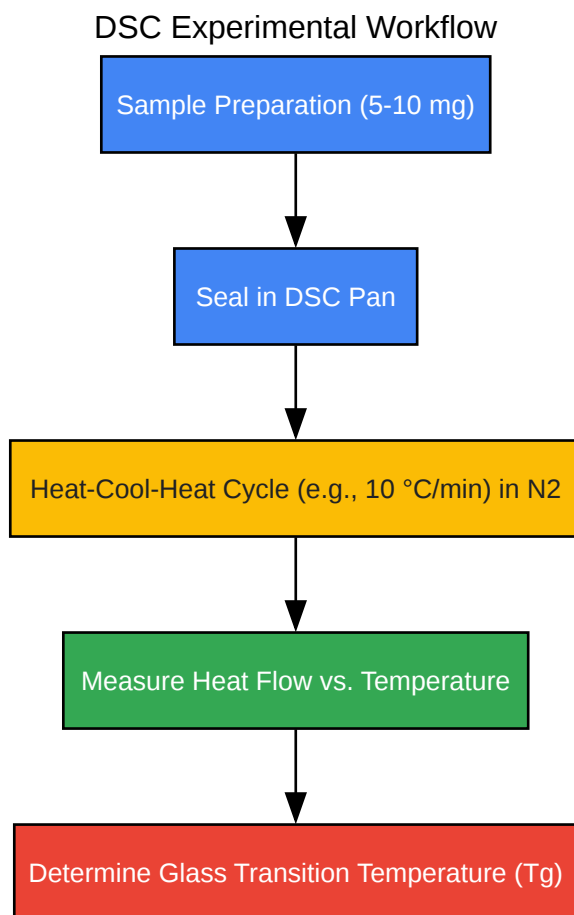 DSC Experimental Workflow
Sample Preparation (5-10 mg)
Seal in DSC Pan
Heat-Cool-Heat Cycle (e.g., 10 °C/min) in N2
Measure Heat Flow vs. Temperature
Determine Glass Transition Temperature (Tg)